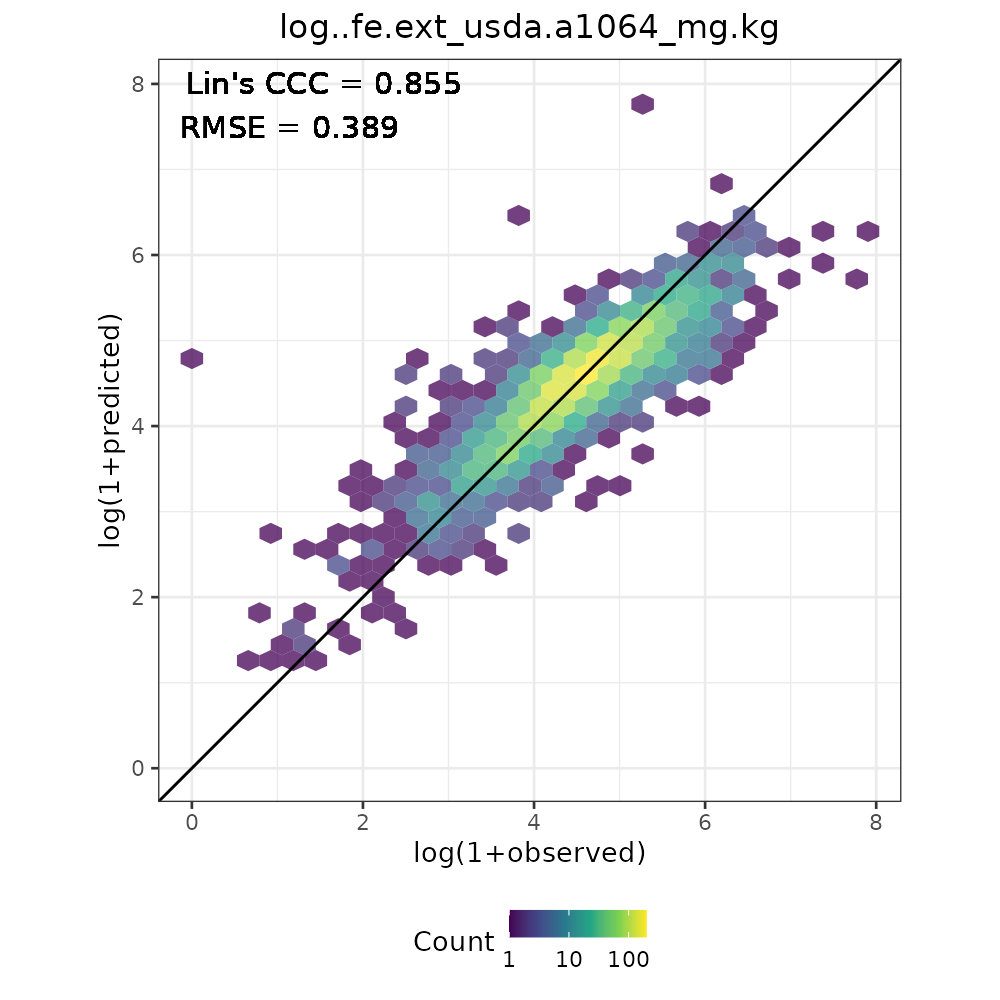 log..fe.ext_usda.a1064_mg.kg
Lin's CCC = 0.855
RMSE = 0.389
8
6
4
2
0
log(1+predicted)
0 2 4 6 8
log(1+observed)
Count
1 10 100